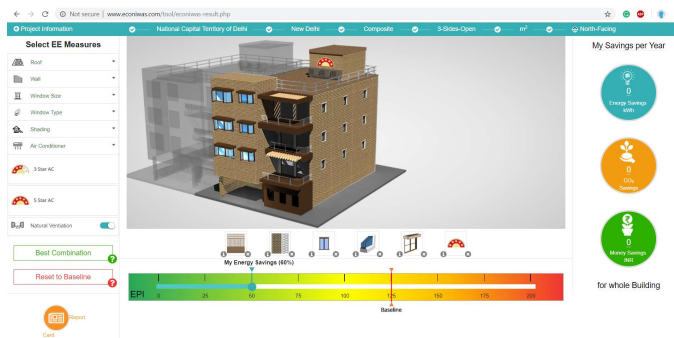 Not secure | www.econiwas.com/tool/econiwas-result.php
Project Information
National Capital Territory of Delhi
New Delhi
Composite
3-Sides-Open
m²
North-Facing
Select EE Measures
Roof
Wall
Window Size
Window Type
Shading
Air Conditioner
3 Star AC
5 Star AC
Natural Ventilation
Best Combination
?
Reset to Baseline
?
Report
Card
My Energy Savings (60%)
EPI
0 25 50 75 100 125 150 175 200
Baseline
My Savings per Year
0
Energy Savings
kWh
0
CO₂
Savings
0
Money Savings
INR
for whole Building